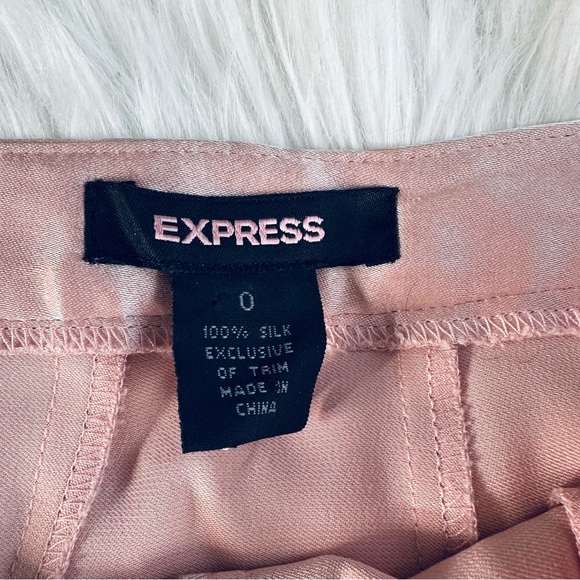 EXPRESS
0
100% SILK
EXCLUSIVE
OF TRIM
MADE IN
CHINA